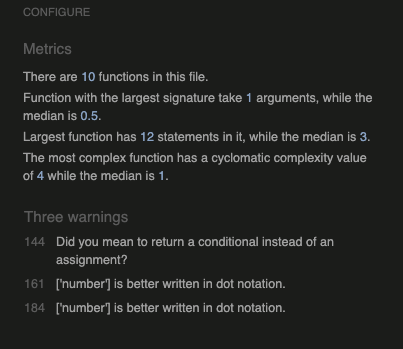 CONFIGURE
Metrics
There are 10 functions in this file.
Function with the largest signature take 1 arguments, while the
median is 0.5.
Largest function has 12 statements in it, while the median is 3.
The most complex function has a cyclomatic complexity value
of 4 while the median is 1.
Three warnings
144 Did you mean to return a conditional instead of an
assignment?
161 ['number'] is better written in dot notation.
184 ['number'] is better written in dot notation.